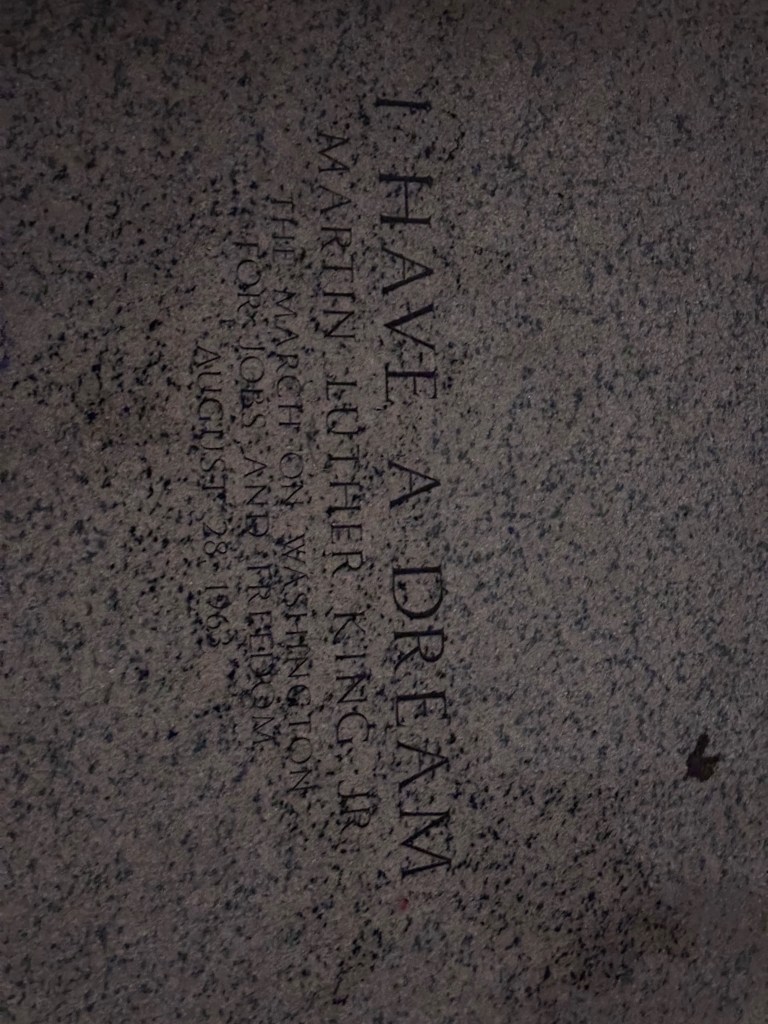 I HAVE A DREAM
MARTIN LUTHER KING JR
THE MARCH ON WASHINGTON
FOR JOBS AND FREEDOM
AUGUST 28 1963